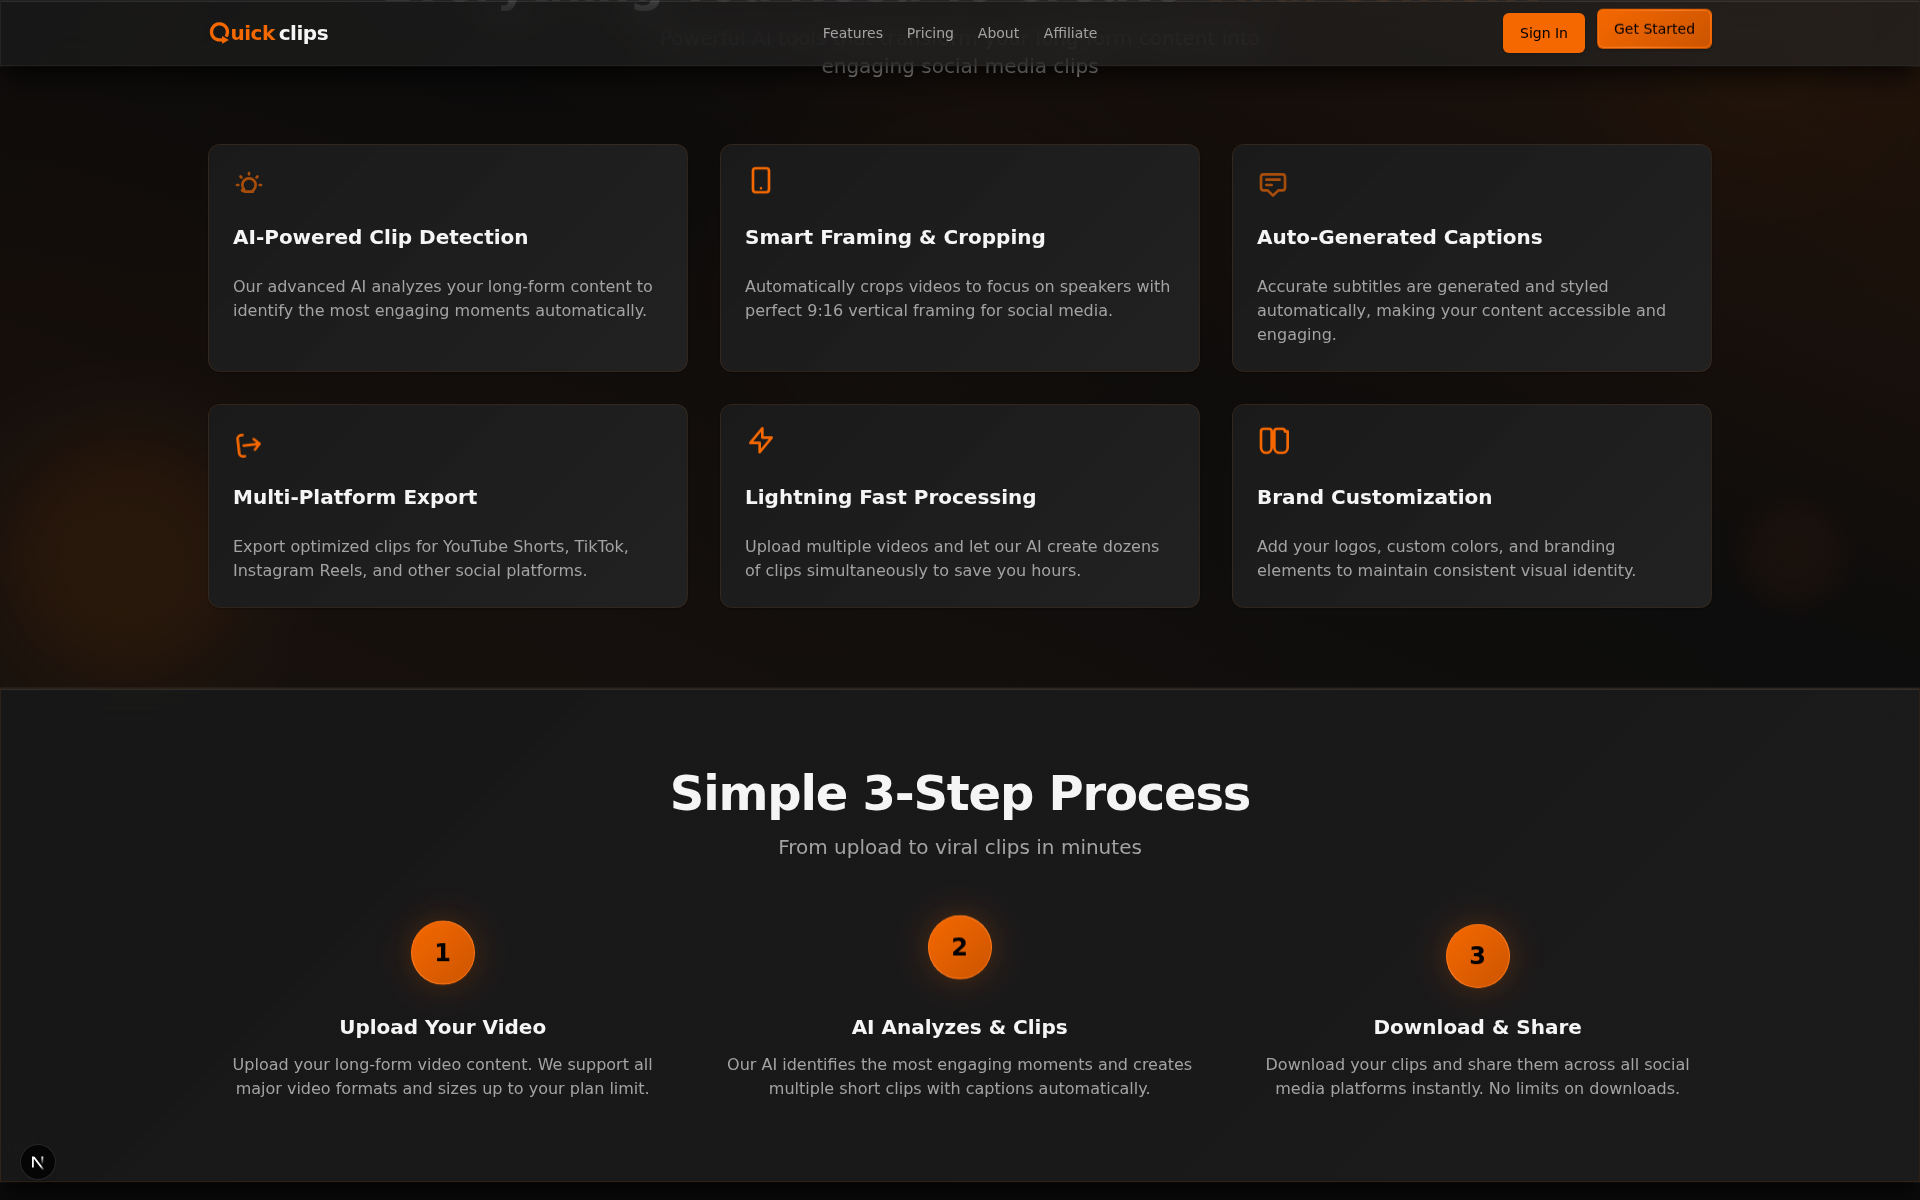 Everything You Need to Create
Quick clips
Features
Pricing
About
Affiliate
Sign In
Get Started
Powerful AI tools that transform your long-form content into
engaging social media clips
AI-Powered Clip Detection
Our advanced AI analyzes your long-form content to
identify the most engaging moments automatically.
Smart Framing & Cropping
Automatically crops videos to focus on speakers with
perfect 9:16 vertical framing for social media.
Auto-Generated Captions
Accurate subtitles are generated and styled
automatically, making your content accessible and
engaging.
Multi-Platform Export
Export optimized clips for YouTube Shorts, TikTok,
Instagram Reels, and other social platforms.
Lightning Fast Processing
Upload multiple videos and let our AI create dozens
of clips simultaneously to save you hours.
Brand Customization
Add your logos, custom colors, and branding
elements to maintain consistent visual identity.
Simple 3-Step Process
From upload to viral clips in minutes
1
Upload Your Video
Upload your long-form video content. We support all
major video formats and sizes up to your plan limit.
2
AI Analyzes & Clips
Our AI identifies the most engaging moments and creates
multiple short clips with captions automatically.
3
Download & Share
Download your clips and share them across all social
media platforms instantly. No limits on downloads.
N